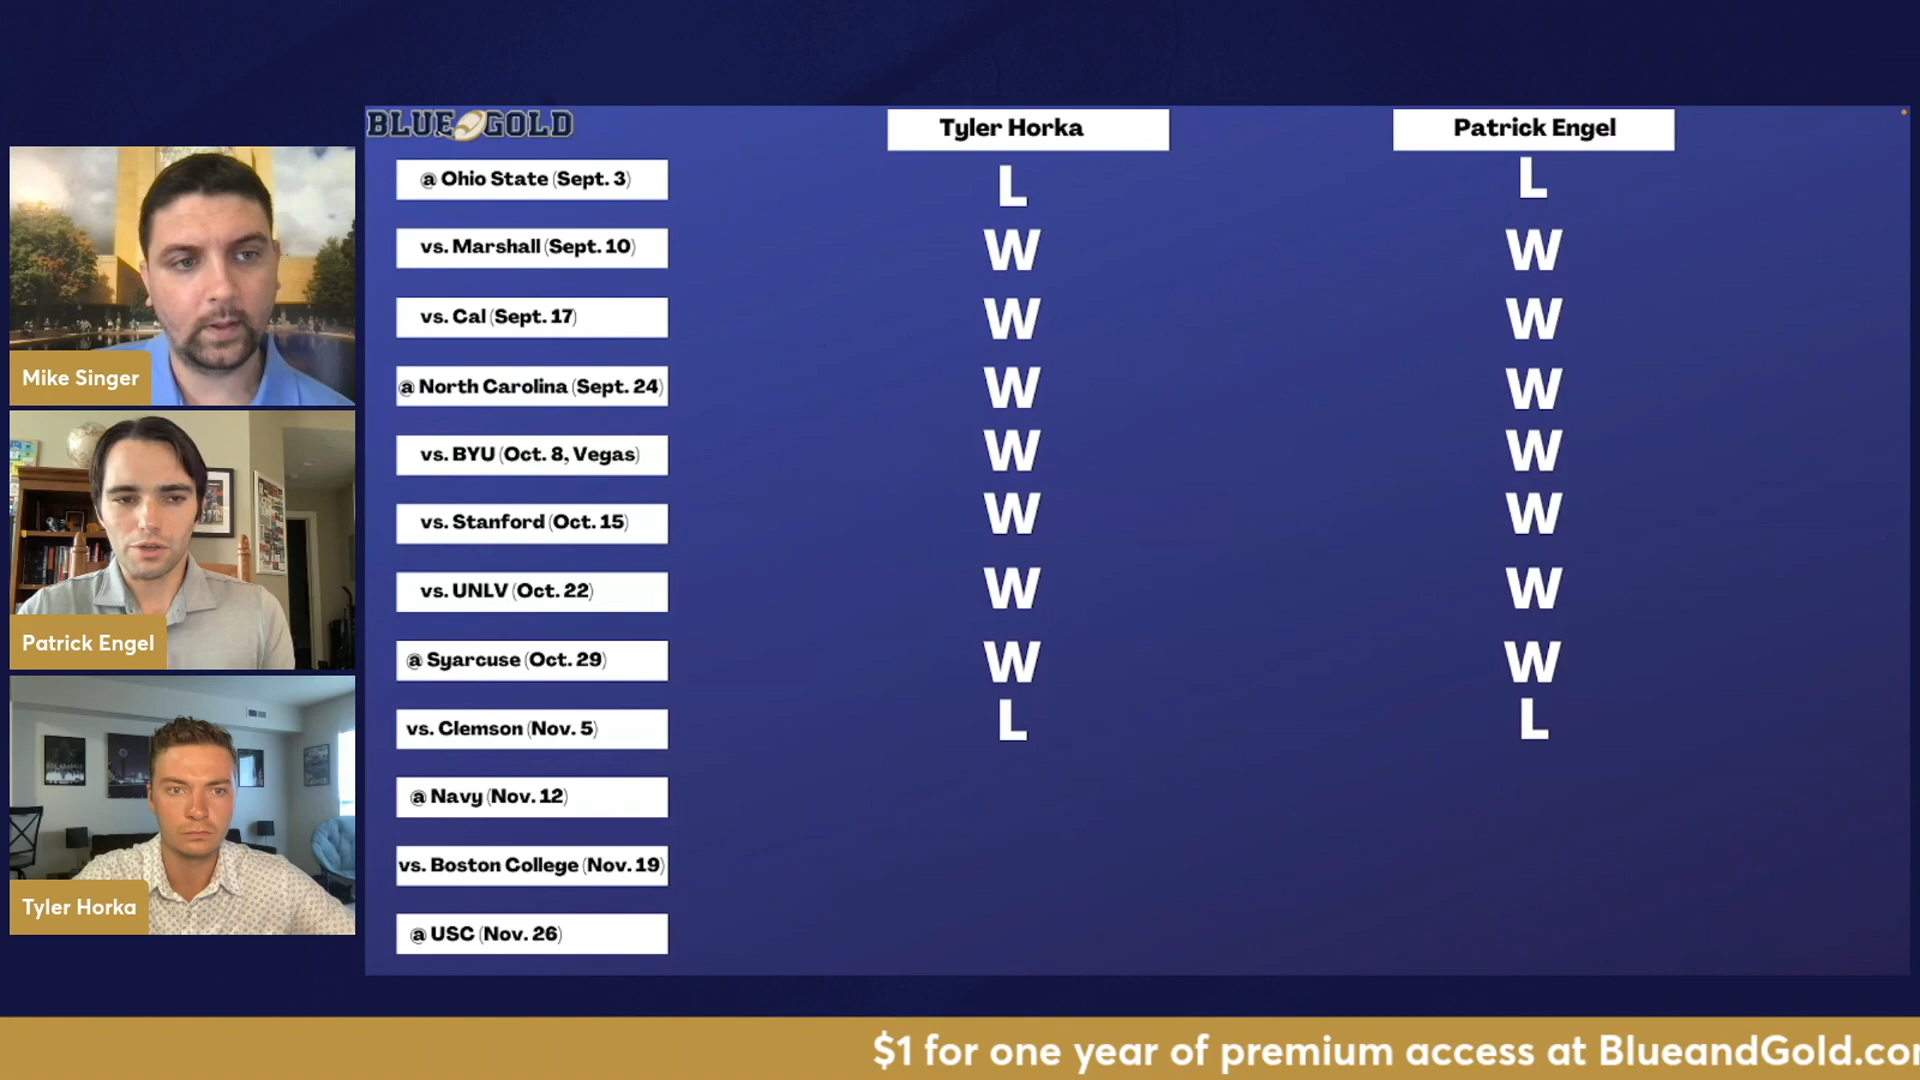 BLUE GOLD
Tyler Horka
Patrick Engel
@ Ohio State (Sept. 3)
L
L
vs. Marshall (Sept. 10)
W
W
vs. Cal (Sept. 17)
W
W
@ North Carolina (Sept. 24)
W
W
vs. BYU (Oct. 8, Vegas)
W
W
vs. Stanford (Oct. 15)
W
W
vs. UNLV (Oct. 22)
W
W
@ Syarcuse (Oct. 29)
W
W
vs. Clemson (Nov. 5)
L
L
@ Navy (Nov. 12)
vs. Boston College (Nov. 19)
@ USC (Nov. 26)
Mike Singer
Patrick Engel
Tyler Horka
$1 for one year of premium access at BlueandGold.co